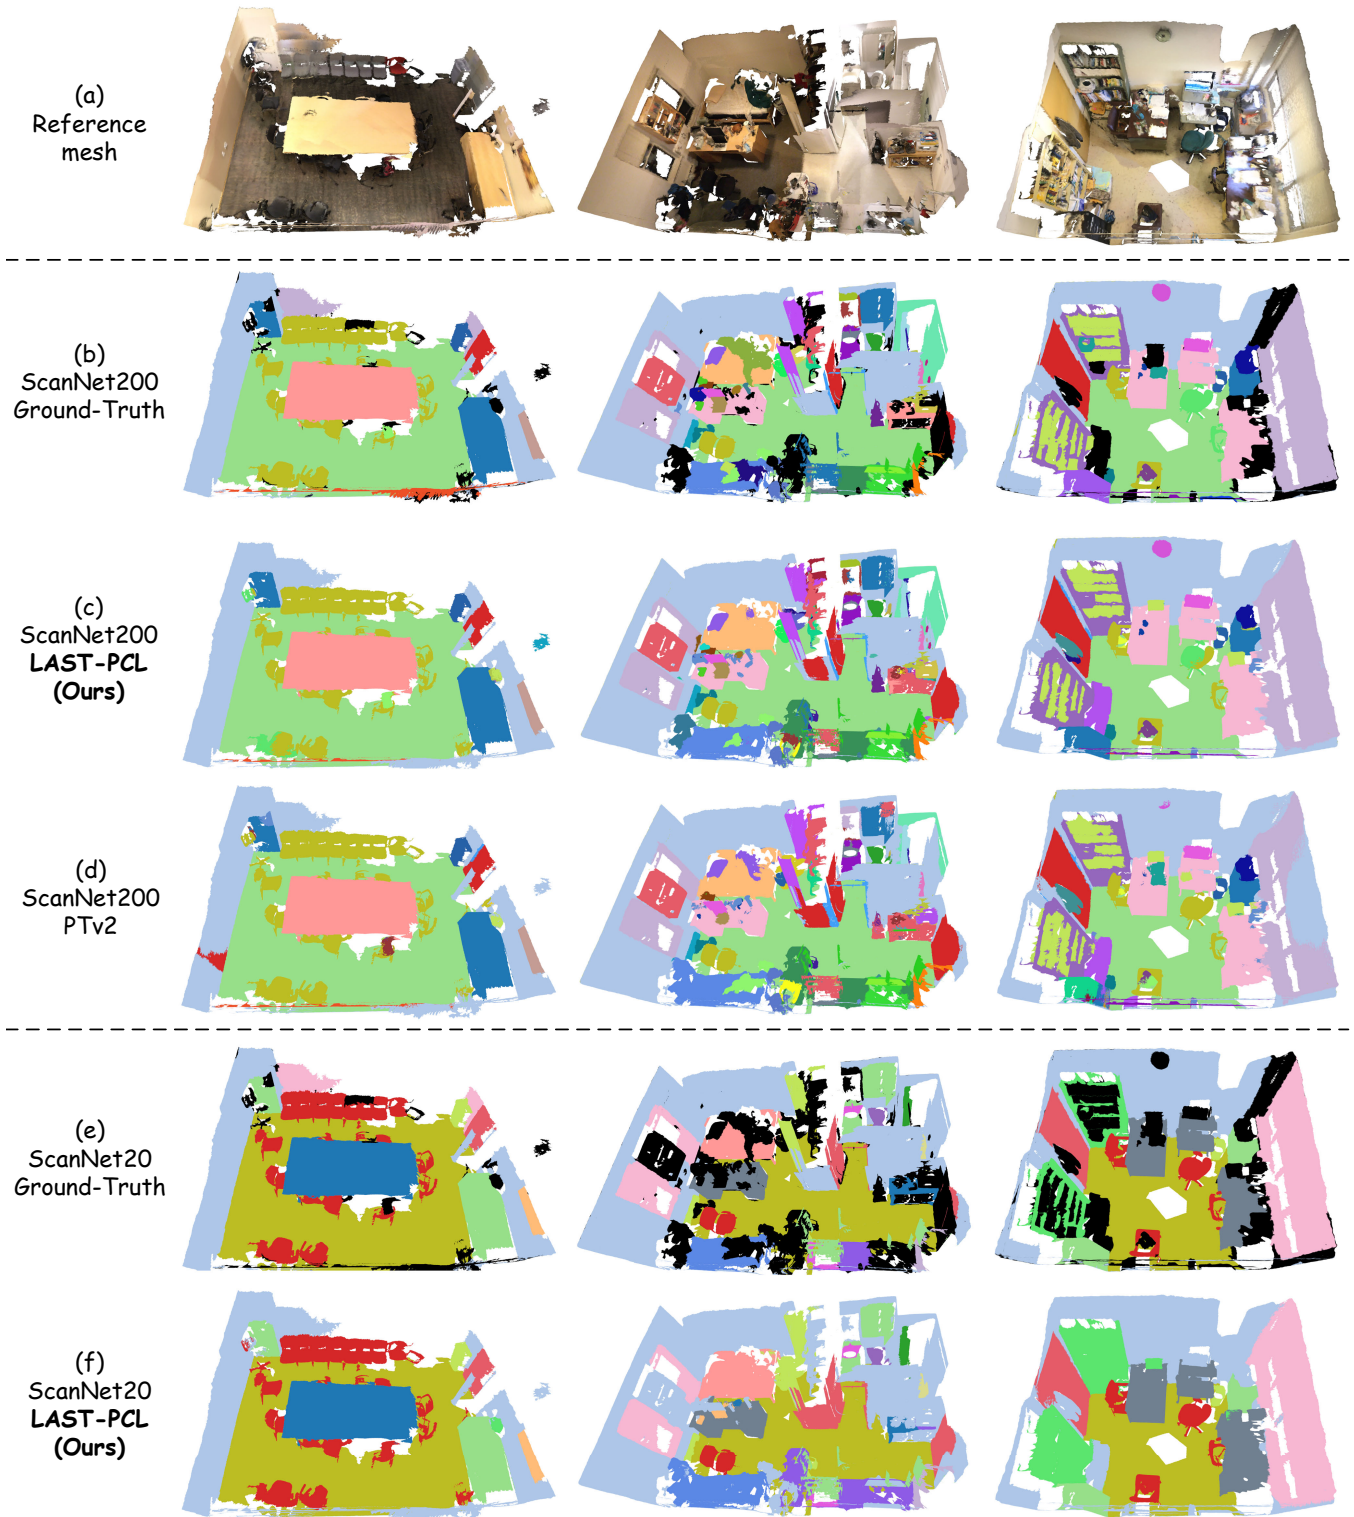 (a)
Reference
mesh
(b)
ScanNet200
Ground-Truth
(c)
ScanNet200
LAST-PCL
(Ours)
(d)
ScanNet200
PTv2
(e)
ScanNet20
Ground-Truth
(f)
ScanNet20
LAST-PCL
(Ours)